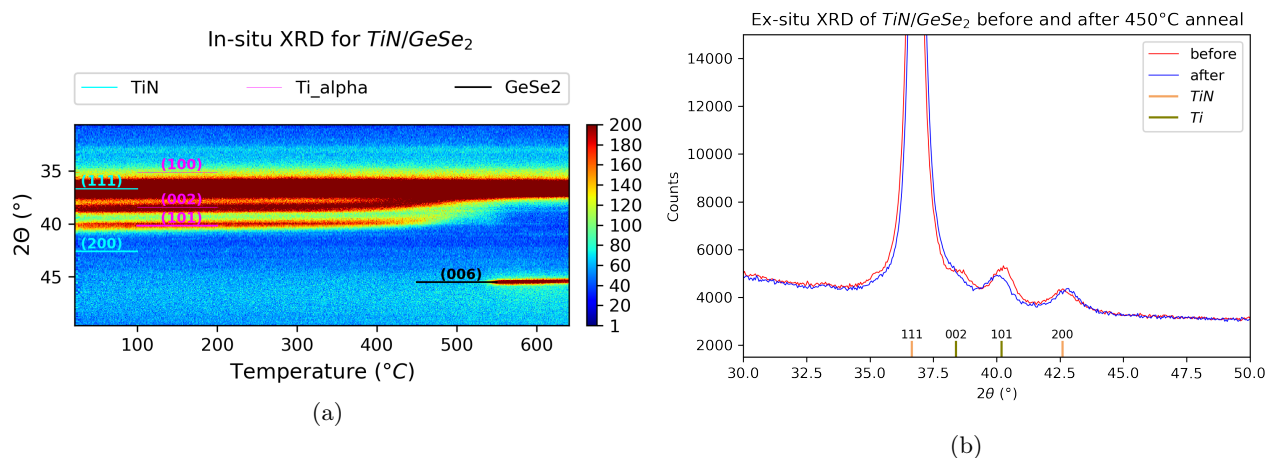 In-situ XRD for TiN/GeSe₂
TiN Ti_alpha GeSe2
(100)
(111)
(002)
(101)
(200)
(006)
35
40
45
2Θ (°)
100 200 300 400 500 600
Temperature (°C)
200
180
160
140
120
100
80
60
40
20
1
(a)
Ex-situ XRD of TiN/GeSe₂ before and after 450°C anneal
before
after
TiN
Ti
14000
12000
10000
8000
6000
4000
2000
Counts
111 002 101 200
30.0 32.5 35.0 37.5 40.0 42.5 45.0 47.5 50.0
2θ (°)
(b)